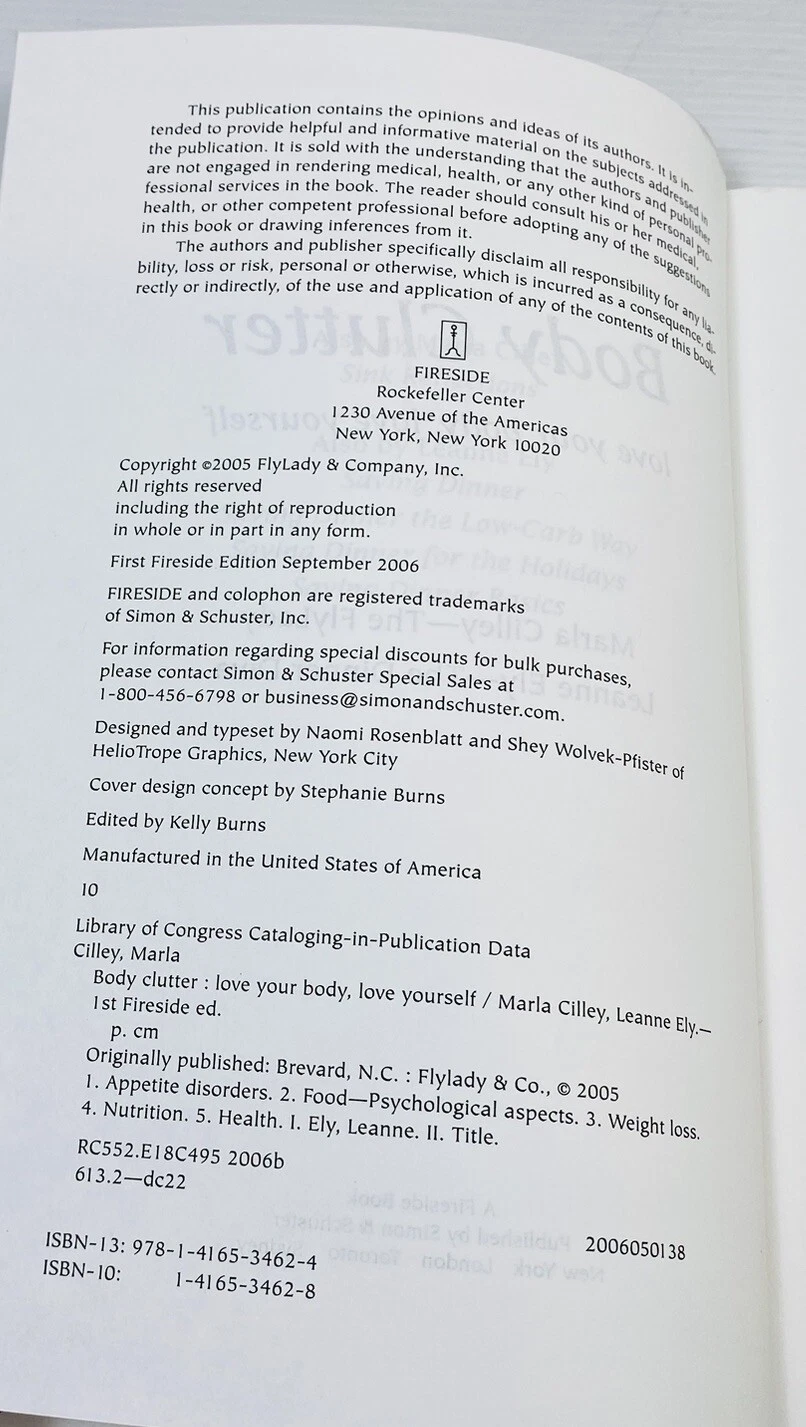 This publication contains the opinions and ideas of its authors. It is in-
tended to provide helpful and informative material on the subjects addressed in
the publication. It is sold with the understanding that the authors and publisher
are not engaged in rendering medical, health, or any other kind of personal pro-
fessional services in the book. The reader should consult his or her medical,
health, or other competent professional before adopting any of the suggestions
in this book or drawing inferences from it.
The authors and publisher specifically disclaim all responsibility for any lia-
bility, loss or risk, personal or otherwise, which is incurred as a consequence, di-
rectly or indirectly, of the use and application of any of the contents of this book.
FIRESIDE
Rockefeller Center
1230 Avenue of the Americas
New York, New York 10020
Copyright ©2005 FlyLady & Company, Inc.
All rights reserved
including the right of reproduction
in whole or in part in any form.
First Fireside Edition September 2006
FIRESIDE and colophon are registered trademarks
of Simon & Schuster, Inc.
For information regarding special discounts for bulk purchases,
please contact Simon & Schuster Special Sales at
1-800-456-6798 or business@simonandschuster.com.
Designed and typeset by Naomi Rosenblatt and Shey Wolvek-Pfister of
HelioTrope Graphics, New York City
Cover design concept by Stephanie Burns
Edited by Kelly Burns
Manufactured in the United States of America
10
Library of Congress Cataloging-in-Publication Data
Cilley, Marla
Body clutter : love your body, love yourself / Marla Cilley, Leanne Ely.—
1st Fireside ed.
p. cm
Originally published: Brevard, N.C. : Flylady & Co., © 2005
1. Appetite disorders. 2. Food—Psychological aspects. 3. Weight loss.
4. Nutrition. 5. Health. I. Ely, Leanne. II. Title.
RC552.E18C495 2006b
613.2—dc22
2006050138
ISBN-13: 978-1-4165-3462-4
ISBN-10: 1-4165-3462-8